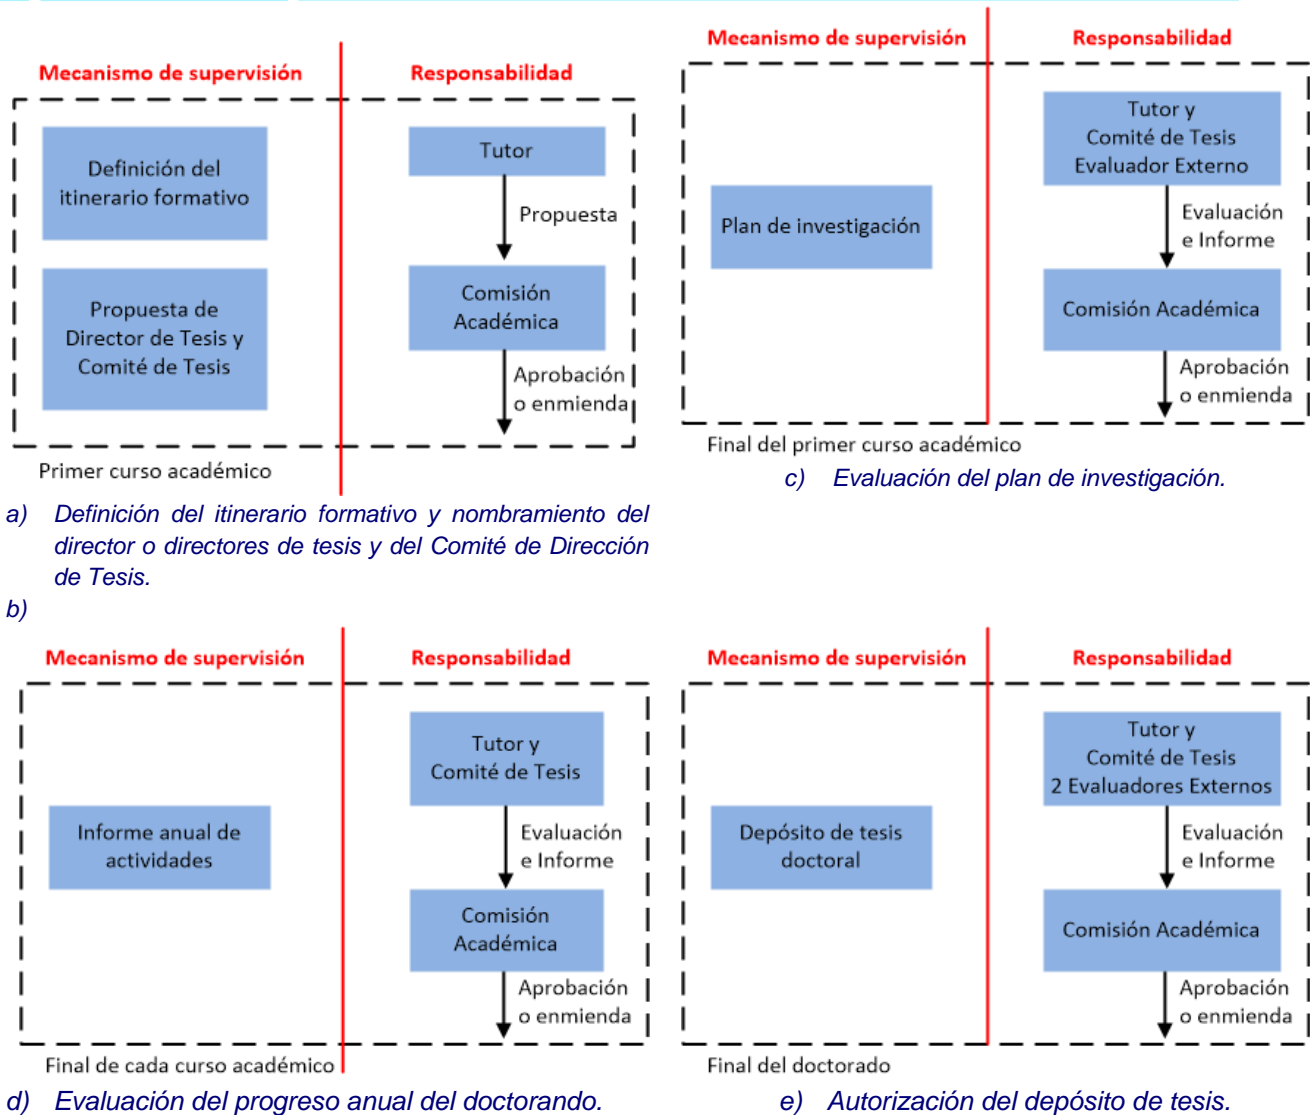 Mecanismo de supervisión
Responsabilidad
Definición del
itinerario formativo
Propuesta de
Director de Tesis y
Comité de Tesis
Tutor
Propuesta
Comisión
Académica
Aprobación
o enmienda
Primer curso académico
a) Definición del itinerario formativo y nombramiento del
director o directores de tesis y del Comité de Dirección
de Tesis.
b)
Mecanismo de supervisión
Responsabilidad
Plan de investigación
Tutor y
Comité de Tesis
Evaluador Externo
Evaluación
e Informe
Comisión Académica
Aprobación
o enmienda
Final del primer curso académico
c) Evaluación del plan de investigación.
Mecanismo de supervisión
Responsabilidad
Informe anual de
actividades
Tutor y
Comité de Tesis
Evaluación
e Informe
Comisión
Académica
Aprobación
o enmienda
Final de cada curso académico
d) Evaluación del progreso anual del doctorando.
Mecanismo de supervisión
Responsabilidad
Depósito de tesis
doctoral
Tutor y
Comité de Tesis
2 Evaluadores Externos
Evaluación
e Informe
Comisión Académica
Aprobación
o enmienda
Final del doctorado
e) Autorización del depósito de tesis.